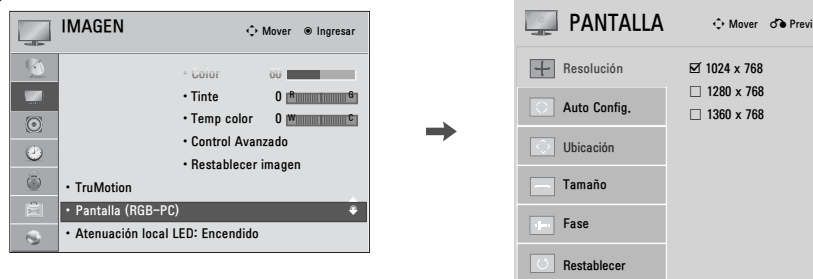 IMAGEN
Mover Ingresar
• Color 60
• Tinte 0 R G
• Temp color 0 W C
• Control Avanzado
• Restablecer imagen
• TruMotion
• Pantalla (RGB-PC)
• Atenuación local LED: Encendido
PANTALLA
Mover Previ
Resolución
Auto Config.
Ubicación
Tamaño
Fase
Restablecer
☑ 1024 x 768
☐ 1280 x 768
☐ 1360 x 768